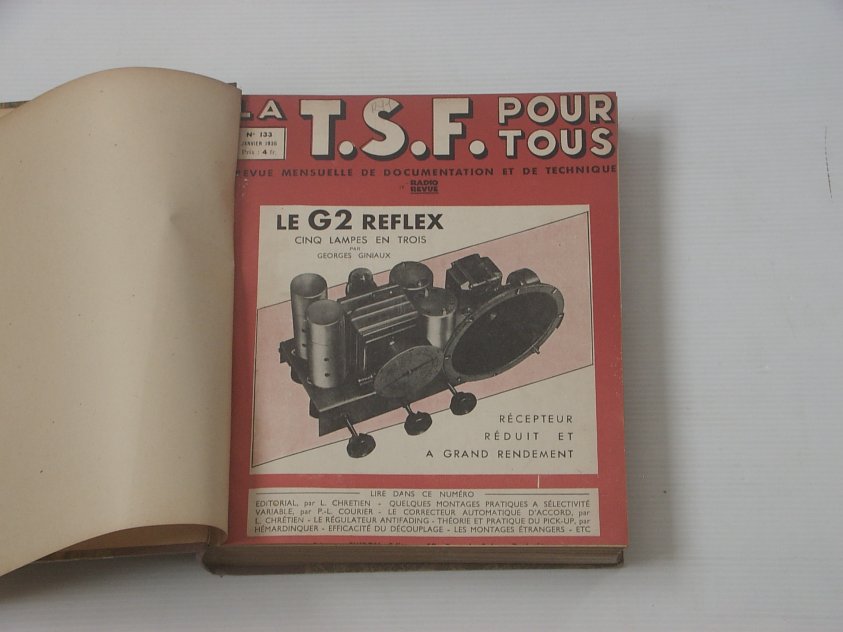 LA T.S.F. POUR TOUS
N° 133
JANVIER 1936
Prix : 4 fr.
REVUE MENSUELLE DE DOCUMENTATION ET DE TECHNIQUE
RADIO
REVUE
LE G2 REFLEX
CINQ LAMPES EN TROIS
PAR
GEORGES GINIAUX
RÉCEPTEUR
RÉDUIT ET
A GRAND RENDEMENT
LIRE DANS CE NUMÉRO
EDITORIAL, par L. CHRETIEN - QUELQUES MONTAGES PRATIQUES A SÉLECTIVITÉ
VARIABLE, par P.-L. COURIER - LE CORRECTEUR AUTOMATIQUE D'ACCORD, par
L. CHRÉTIEN - LE RÉGULATEUR ANTIFADING - THÉORIE ET PRATIQUE DU PICK-UP, par
HÉMARDINQUER - EFFICACITÉ DU DÉCOUPLAGE - LES MONTAGES ÉTRANGERS - ETC